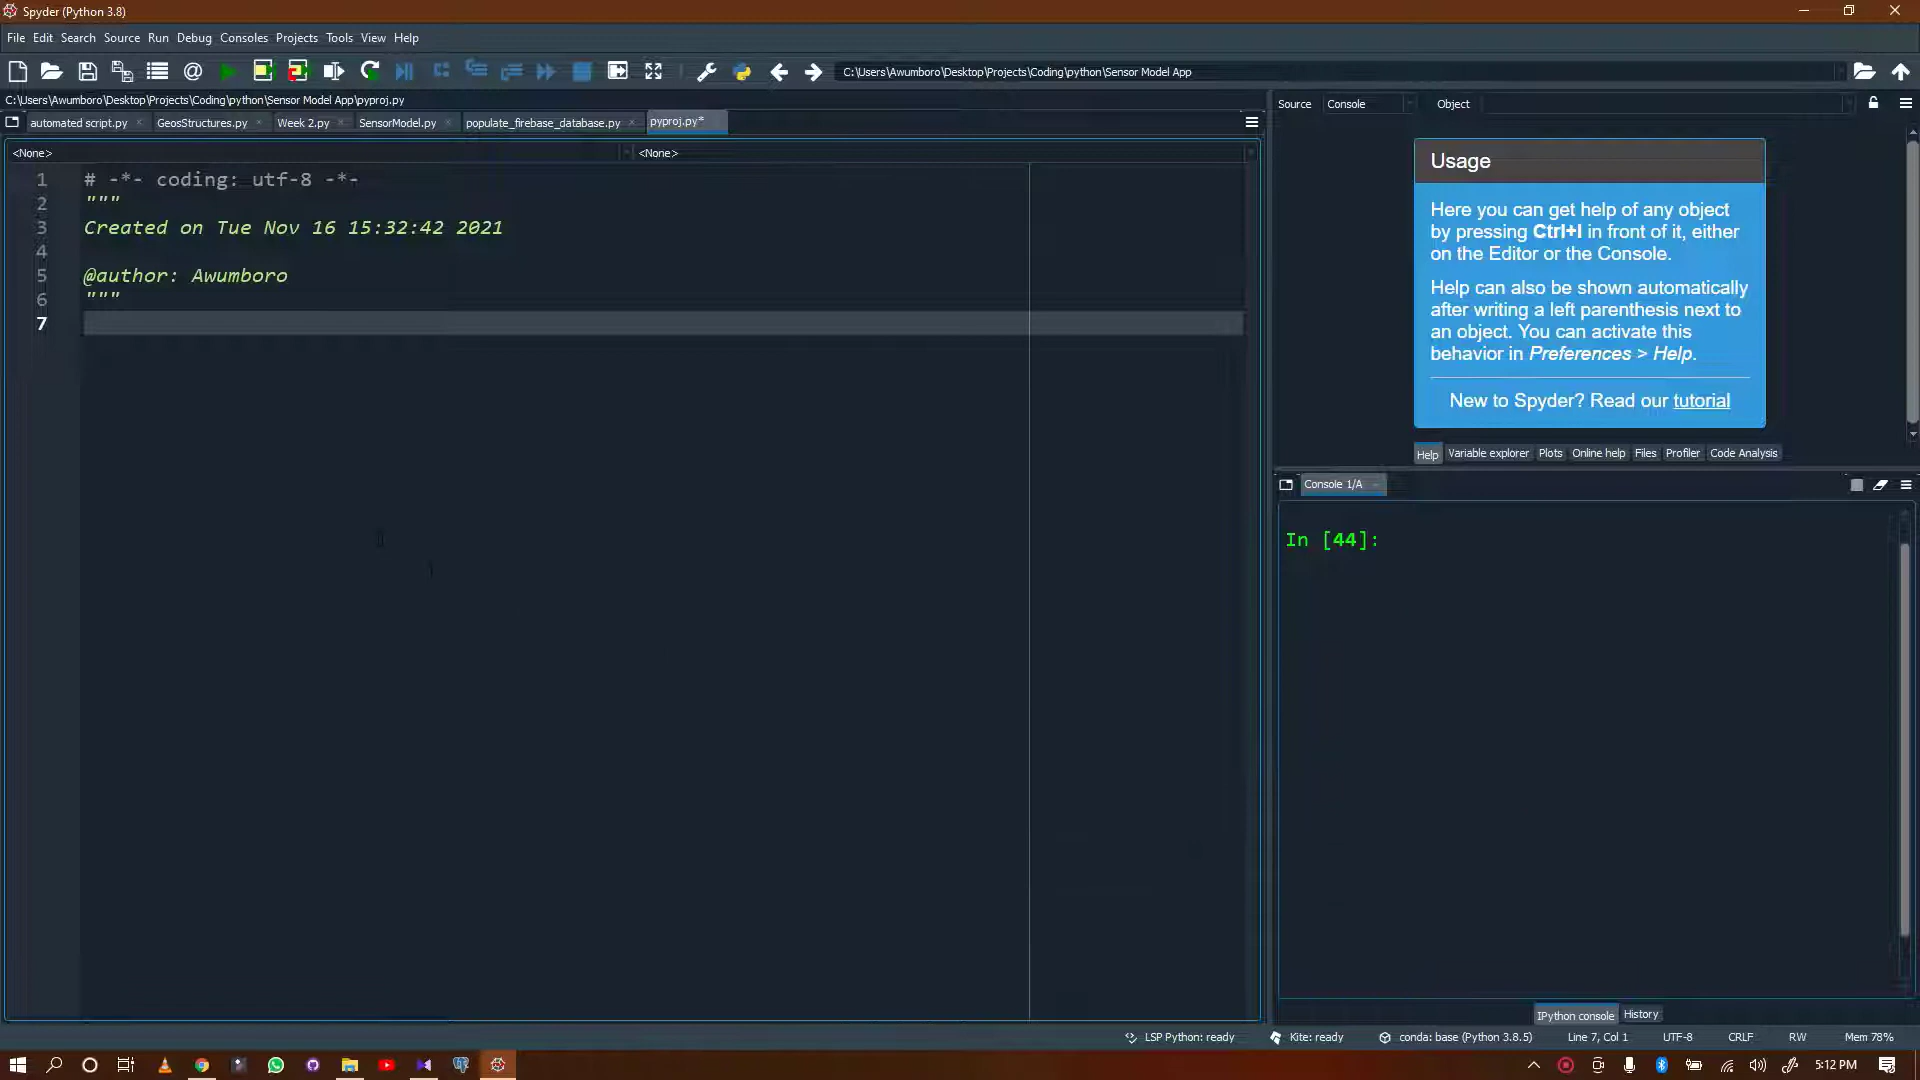 Spyder (Python 3.8)
File Edit Search Source Run Debug Consoles Projects Tools View Help
C:\Users\Awumboro\Desktop\Projects\Coding\python\Sensor Model App
C:\Users\Awumboro\Desktop\Projects\Coding\python\Sensor Model App\pyproj.py
automated script.py GeosStructures.py Week 2.py SensorModel.py populate_firebase_database.py pyproj.py*
<None> <None>
1 # -*- coding: utf-8 -*-
2 """
3 Created on Tue Nov 16 15:32:42 2021
4
5 @author: Awumboro
6 """
7
Source Console Object
Usage
Here you can get help of any object
by pressing Ctrl+I in front of it, either
on the Editor or the Console.
Help can also be shown automatically
after writing a left parenthesis next to
an object. You can activate this
behavior in Preferences > Help.
New to Spyder? Read our tutorial
Help Variable explorer Plots Online help Files Profiler Code Analysis
Console 1/A
In [44]:
IPython console History
LSP Python: ready Kite: ready conda: base (Python 3.8.5) Line 7, Col 1 UTF-8 CRLF RW Mem 78%
5:12 PM